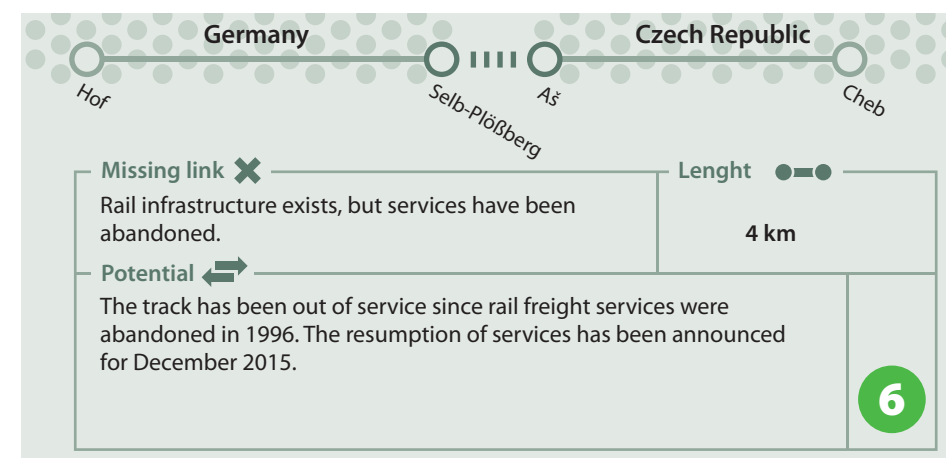 Germany
Czech Republic
Hof
Selb-Plößberg
Aš
Cheb
Missing link
Lenght
Rail infrastructure exists, but services have been
abandoned.
4 km
Potential
The track has been out of service since rail freight services were
abandoned in 1996. The resumption of services has been announced
for December 2015.
6